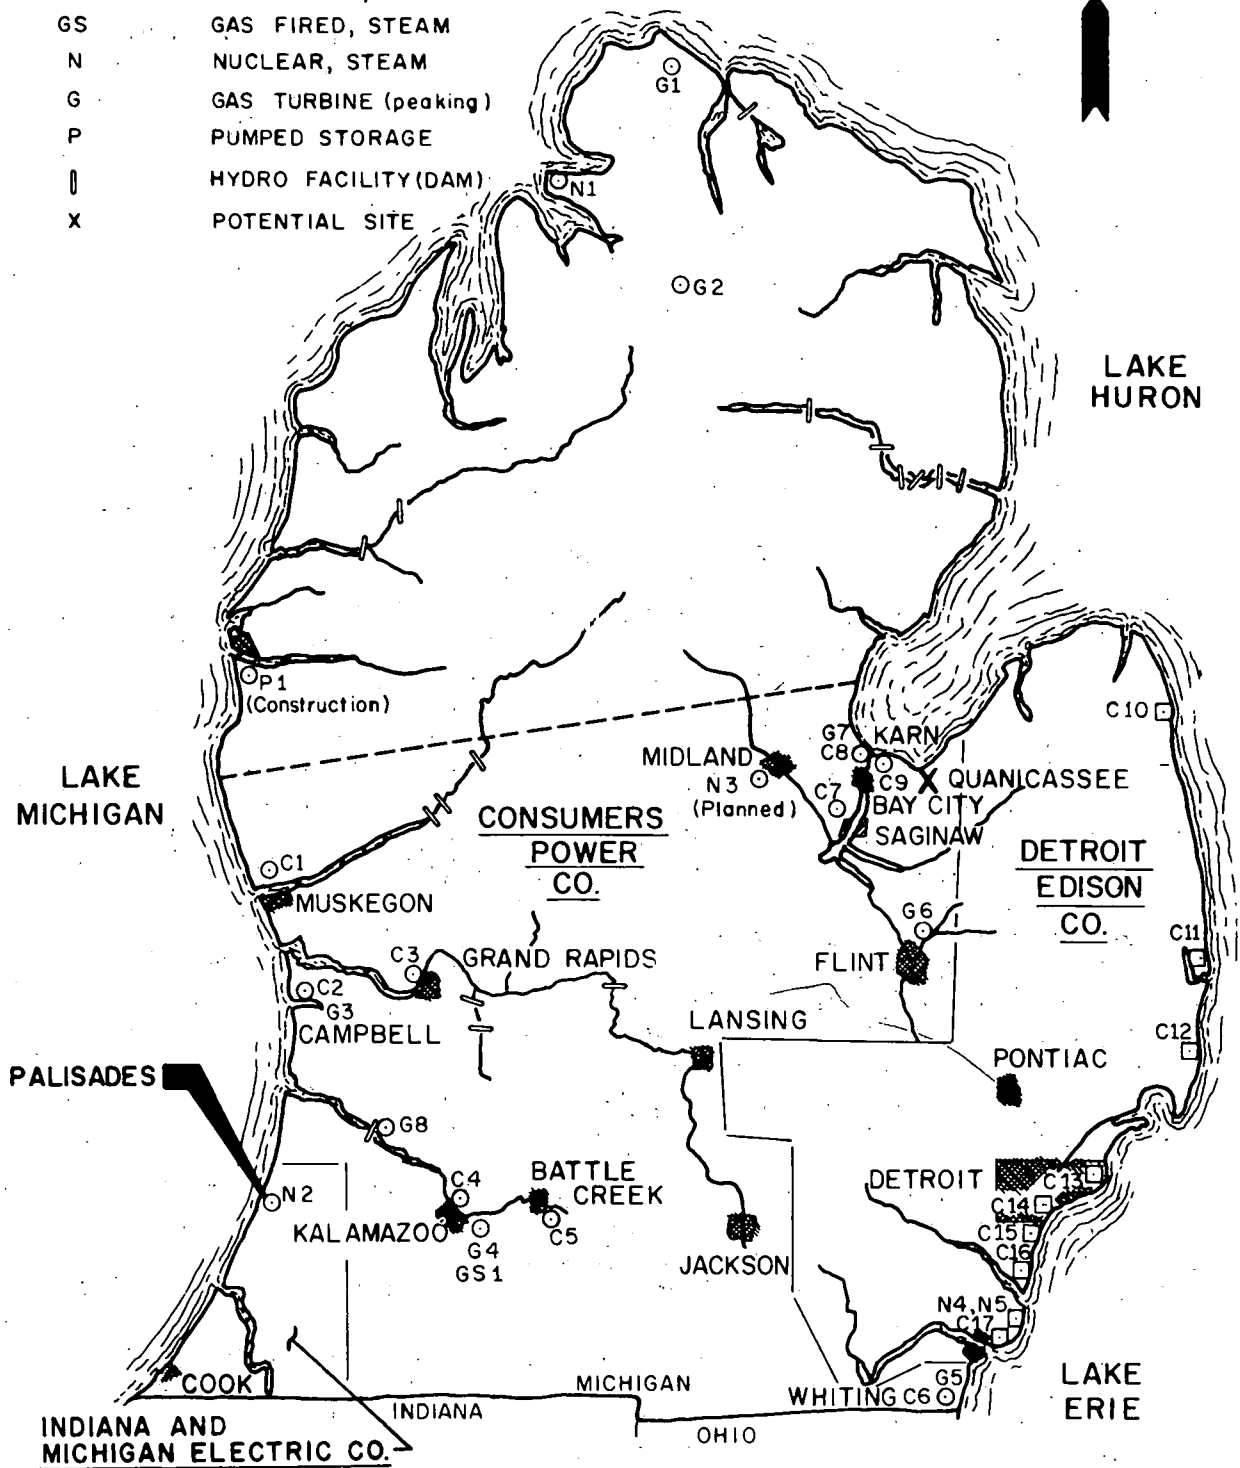 GS GAS FIRED, STEAM
N NUCLEAR, STEAM
G GAS TURBINE (peaking)
P PUMPED STORAGE
HYDRO FACILITY (DAM)
X POTENTIAL SITE
G1
N1
G2
LAKE
HURON
P1
(Construction)
C10
G7 KARN
C8
MIDLAND
N3
(Planned)
C9
X QUANICASSEE
C7
BAY CITY
SAGINAW
LAKE
MICHIGAN
CONSUMERS
POWER
CO.
DETROIT
EDISON
CO.
C1
MUSKEGON
G6
FLINT
C11
C3
GRAND RAPIDS
C2
G3
CAMPBELL
LANSING
C12
PONTIAC
PALISADES
G8
N2
C4
BATTLE
CREEK
KALAMAZOO
G4
GS1
C5
JACKSON
DETROIT
C13
C14
C15
C16
N4, N5
C17
COOK
MICHIGAN
INDIANA
OHIO
WHITING C6
G5
LAKE
ERIE
INDIANA AND
MICHIGAN ELECTRIC CO.